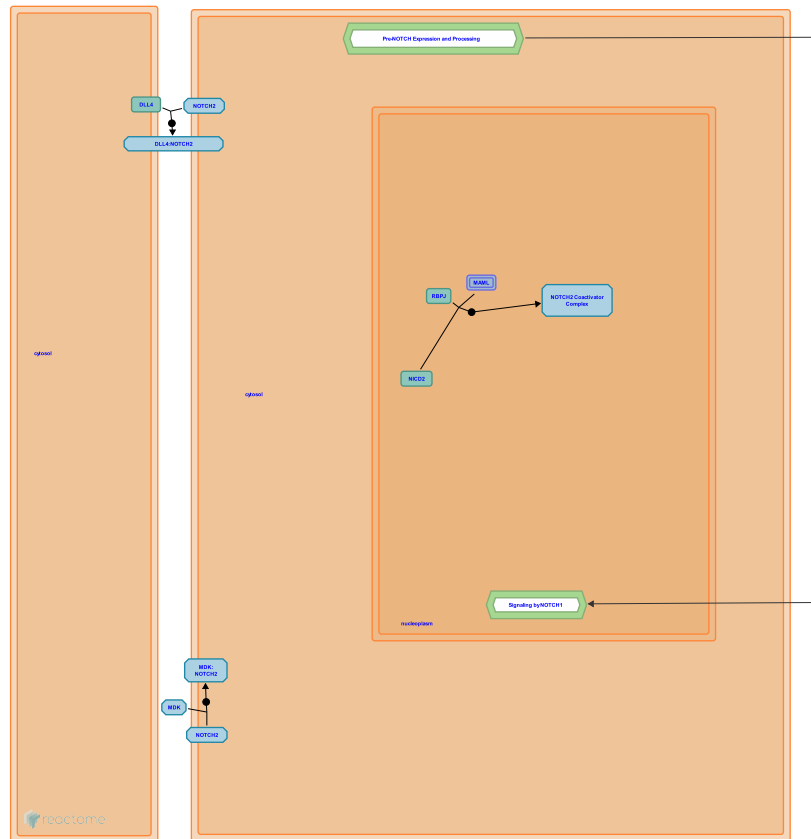 Pre-NOTCH Expression and Processing
DLL4
NOTCH2
DLL4:NOTCH2
MAML
RBPJ
NOTCH2 Coactivator
Complex
cytosol
NICD2
cytosol
Signaling by NOTCH1
nucleoplasm
MDK:
NOTCH2
MDK
NOTCH2
reactome